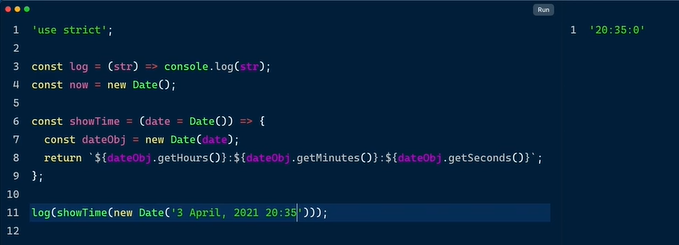 Run
1 'use strict';
2
3 const log = (str) => console.log(str);
4 const now = new Date();
5
6 const showTime = (date = Date()) => {
7 const dateObj = new Date(date);
8 return `${dateObj.getHours()}:${dateObj.getMinutes()}:${dateObj.getSeconds()}`;
9 };
10
11 log(showTime(new Date('3 April, 2021 20:35')));
12
1 '20:35:0'